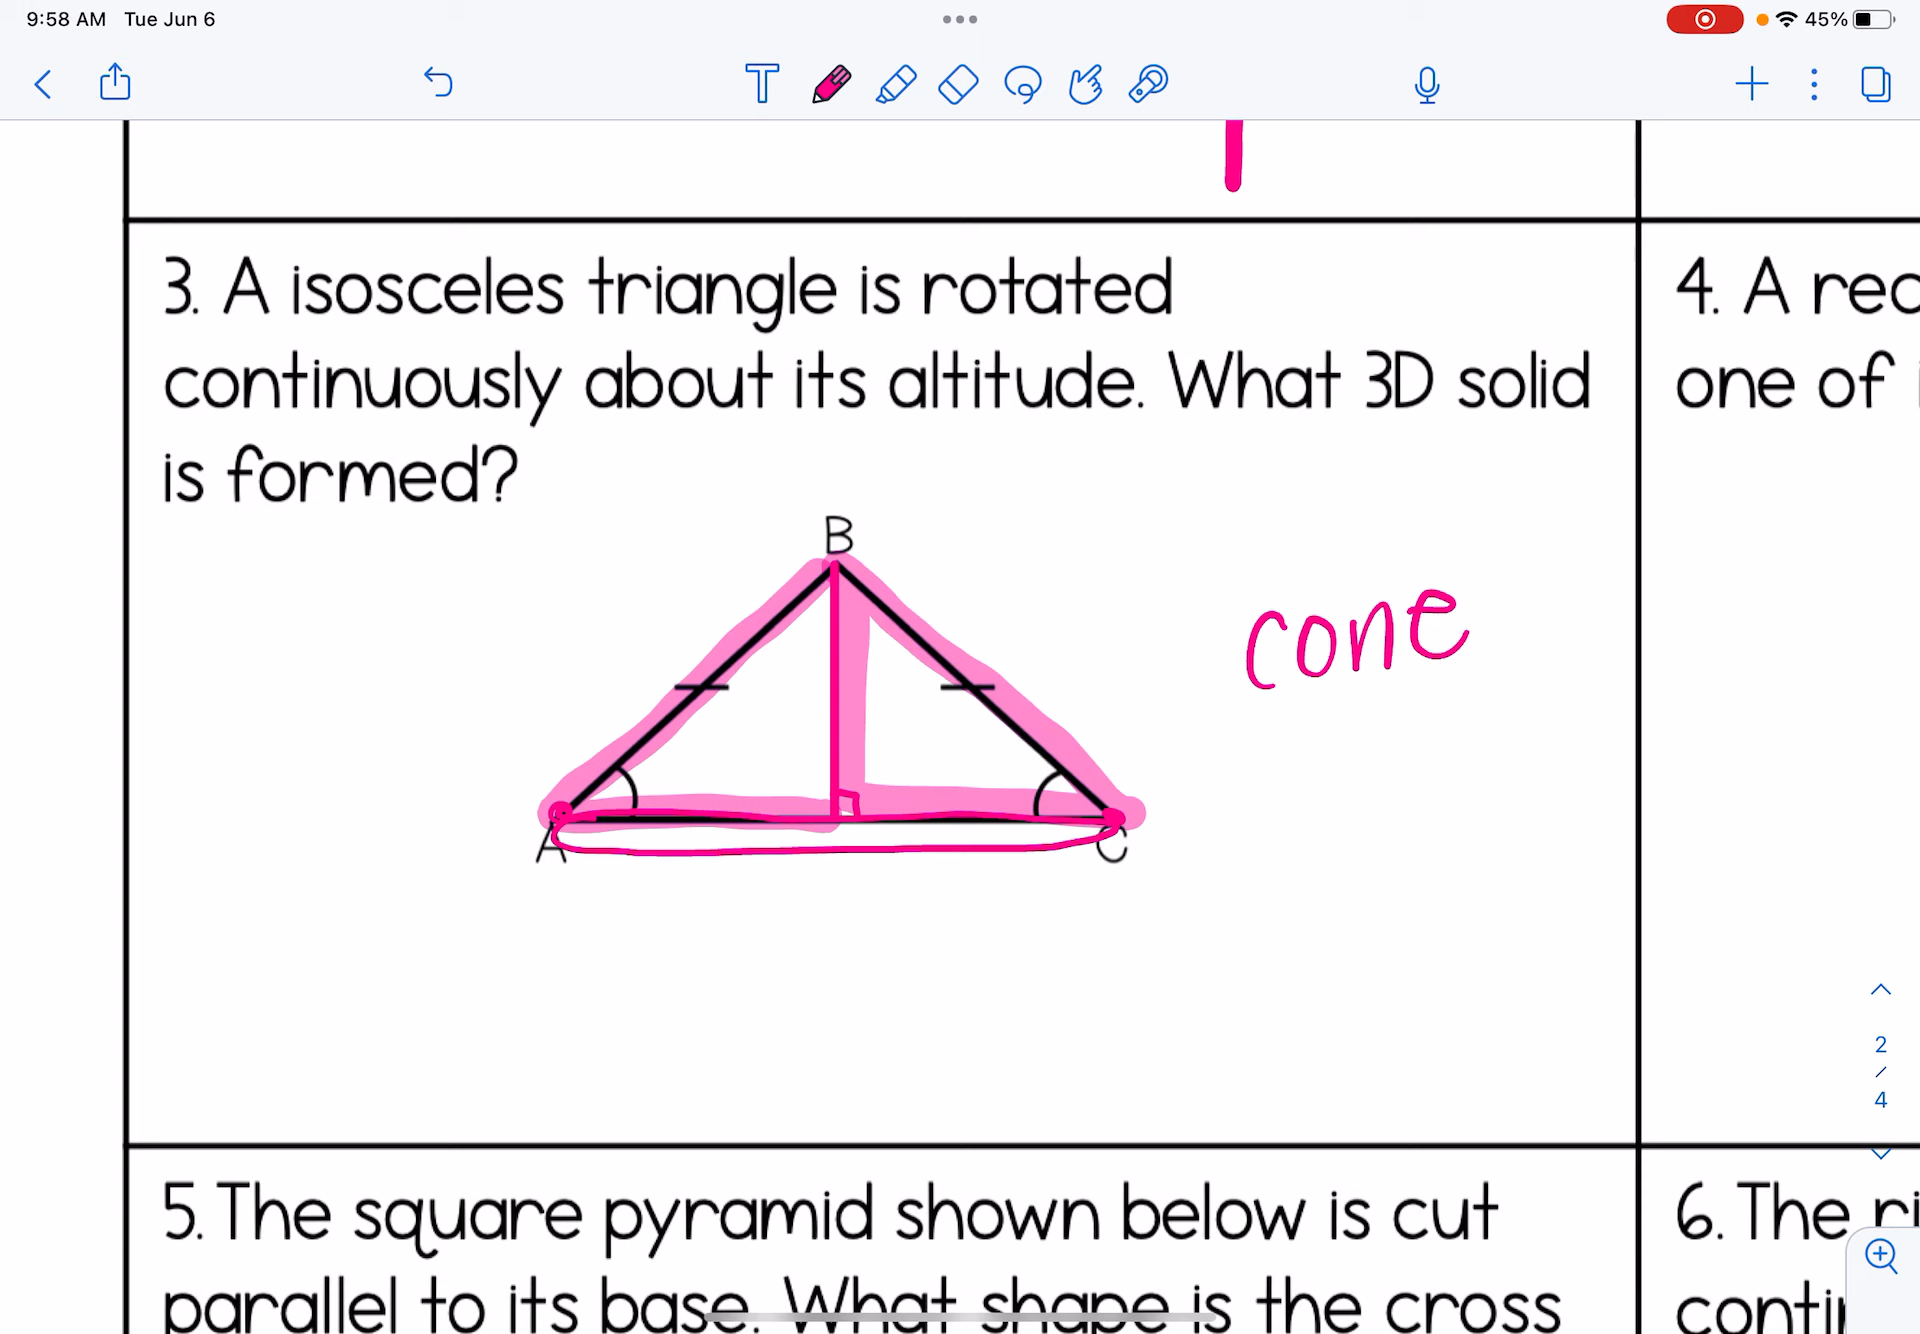 9:58 AM Tue Jun 6
45%
T
3. A isosceles triangle is rotated
continuously about its altitude. What 3D solid
is formed?
B
cone
A
C
4. A rec
one of
2
/
4
5. The square pyramid shown below is cut
parallel to its base. What shape is the cross
6. The ri
contin